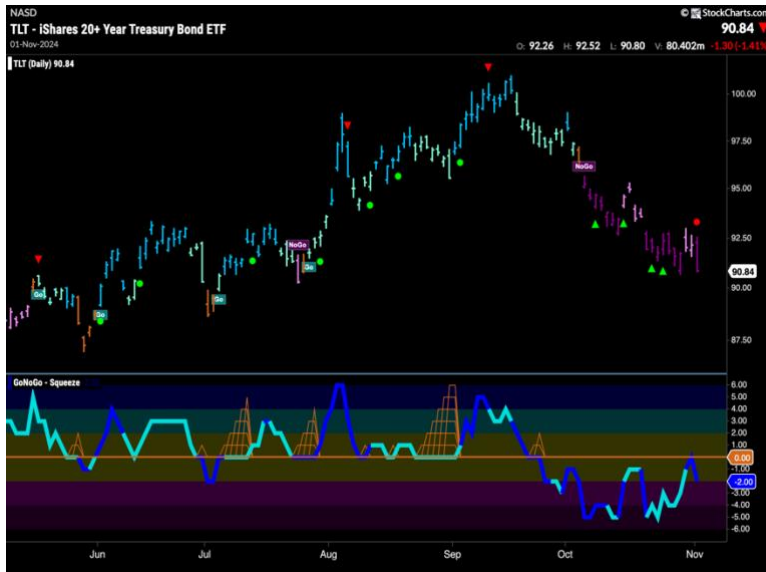 NASD
© StockCharts.com
TLT - iShares 20+ Year Treasury Bond ETF
90.84
01-Nov-2024
O: 92.26 H: 92.52 L: 90.80 V: 80.402m -1.30 (-1.41%
TLT (Daily) 90.84
100.00
97.50
NoGo
95.00
NoGo
92.50
Go
Go
90.84
90.00
Go
Go
87.50
GoNoGo - Squeeze
6.00
5.00
4.00
3.00
2.00
1.00
0.00
-1.00
-2.00
-3.00
-4.00
-5.00
-6.00
Jun Jul Aug Sep Oct Nov